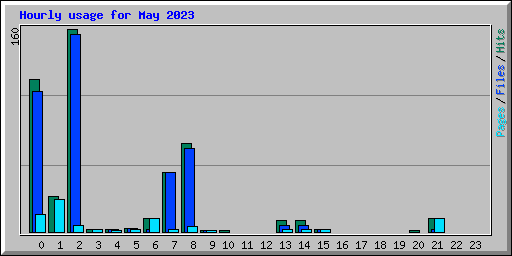 Hourly usage for May 2023
160
Pages/Files/Hits
0 1 2 3 4 5 6 7 8 9 10 11 12 13 14 15 16 17 18 19 20 21 22 23